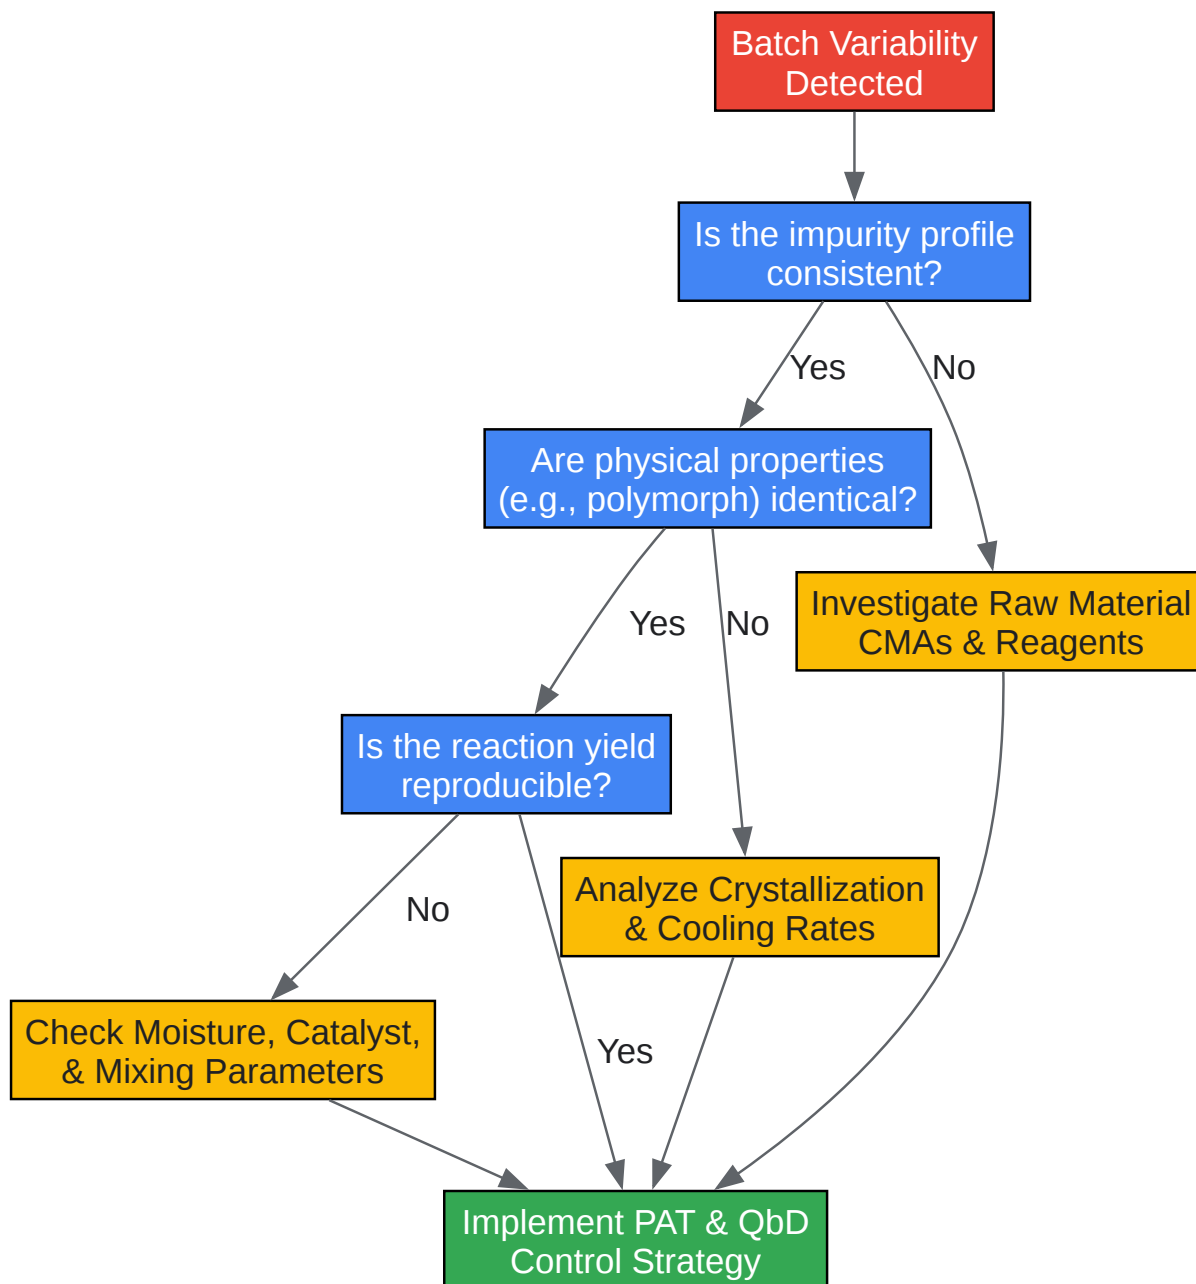 Batch Variability
Detected
Is the impurity profile
consistent?
Yes
No
Are physical properties
(e.g., polymorph) identical?
Investigate Raw Material
CMAs & Reagents
Yes
No
Is the reaction yield
reproducible?
Analyze Crystallization
& Cooling Rates
No
Check Moisture, Catalyst,
& Mixing Parameters
Yes
Implement PAT & QbD
Control Strategy